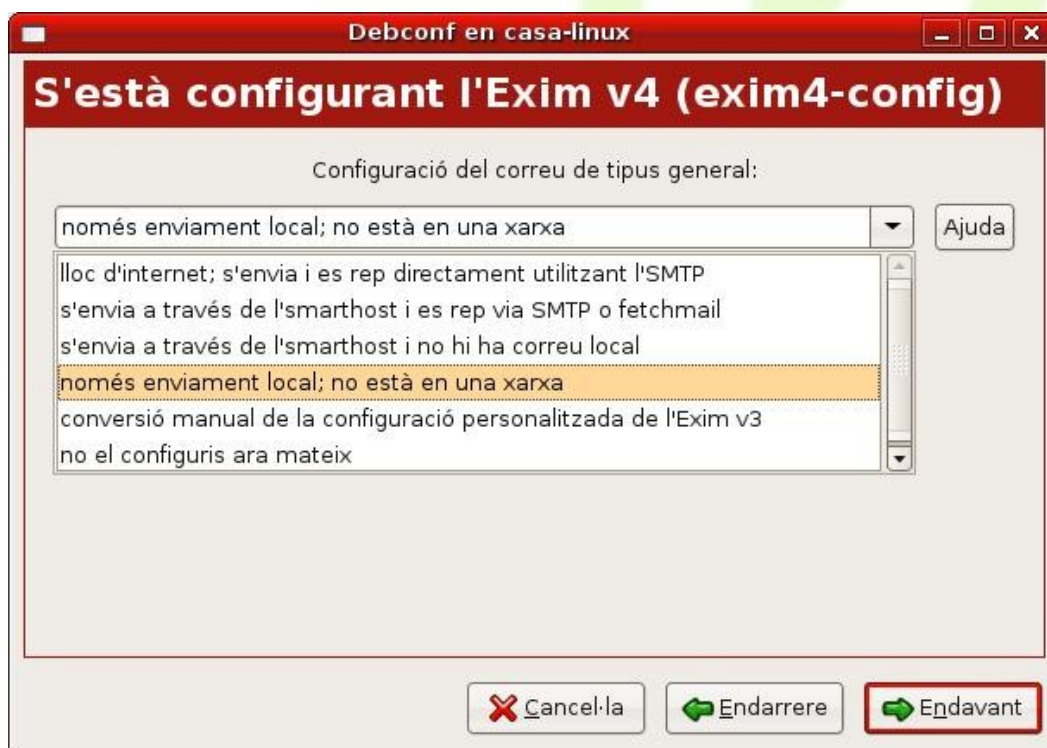 Debconf en casa-linux
S'està configurant l'Exim v4 (exim4-config)
Configuració del correu de tipus general:
només enviament local; no està en una xarxa
Ajuda
lloc d'internet; s'envia i es rep directament utilitzant l'SMTP
s'envia a través de l'smarthost i es rep via SMTP o fetchmail
s'envia a través de l'smarthost i no hi ha correu local
només enviament local; no està en una xarxa
conversió manual de la configuració personalitzada de l'Exim v3
no el configuris ara mateix
Cancel·la
Endarrere
Endavant